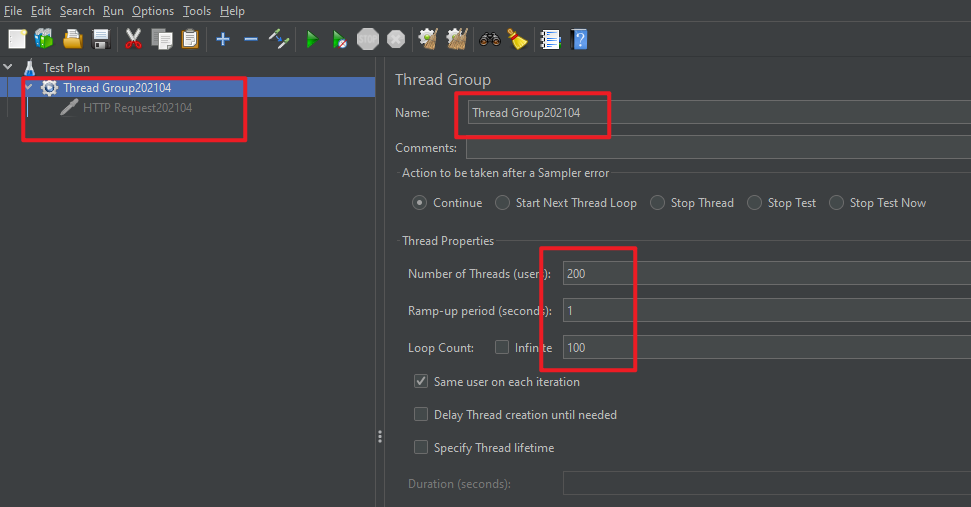 File Edit Search Run Options Tools Help
Test Plan
Thread Group202104
HTTP Request202104
Thread Group
Name: Thread Group202104
Comments:
Action to be taken after a Sampler error
Continue Start Next Thread Loop Stop Thread Stop Test Stop Test Now
Thread Properties
Number of Threads (users): 200
Ramp-up period (seconds): 1
Loop Count: Infinite 100
Same user on each iteration
Delay Thread creation until needed
Specify Thread lifetime
Duration (seconds):